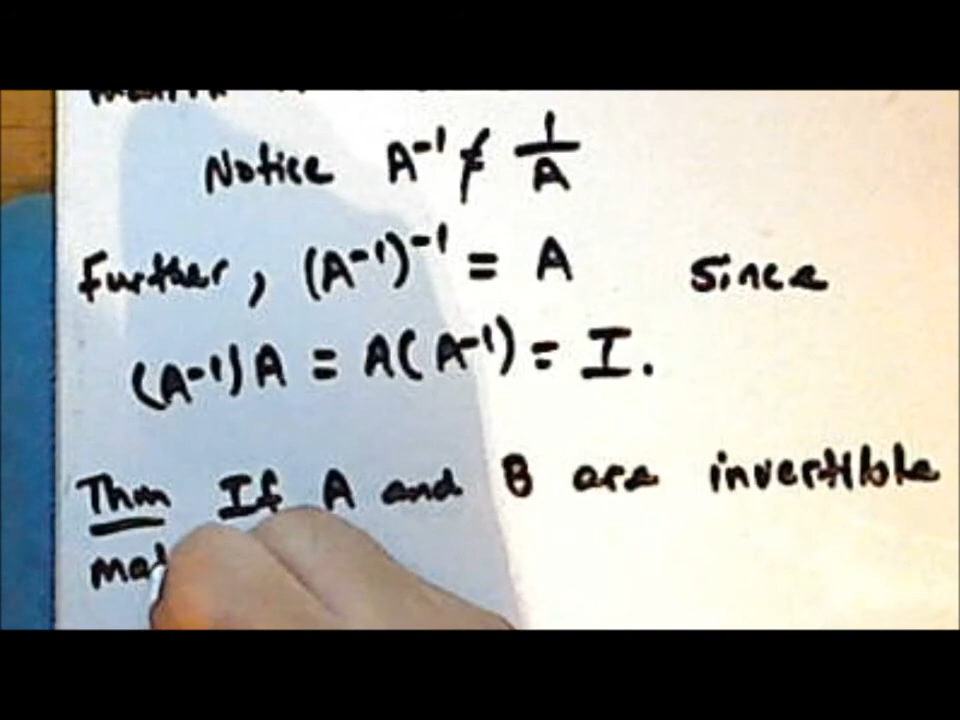 Notice A⁻¹ ≠ 1/A
Further, (A⁻¹)⁻¹ = A since
(A⁻¹)A = A(A⁻¹) = I.
Thm If A and B are invertible